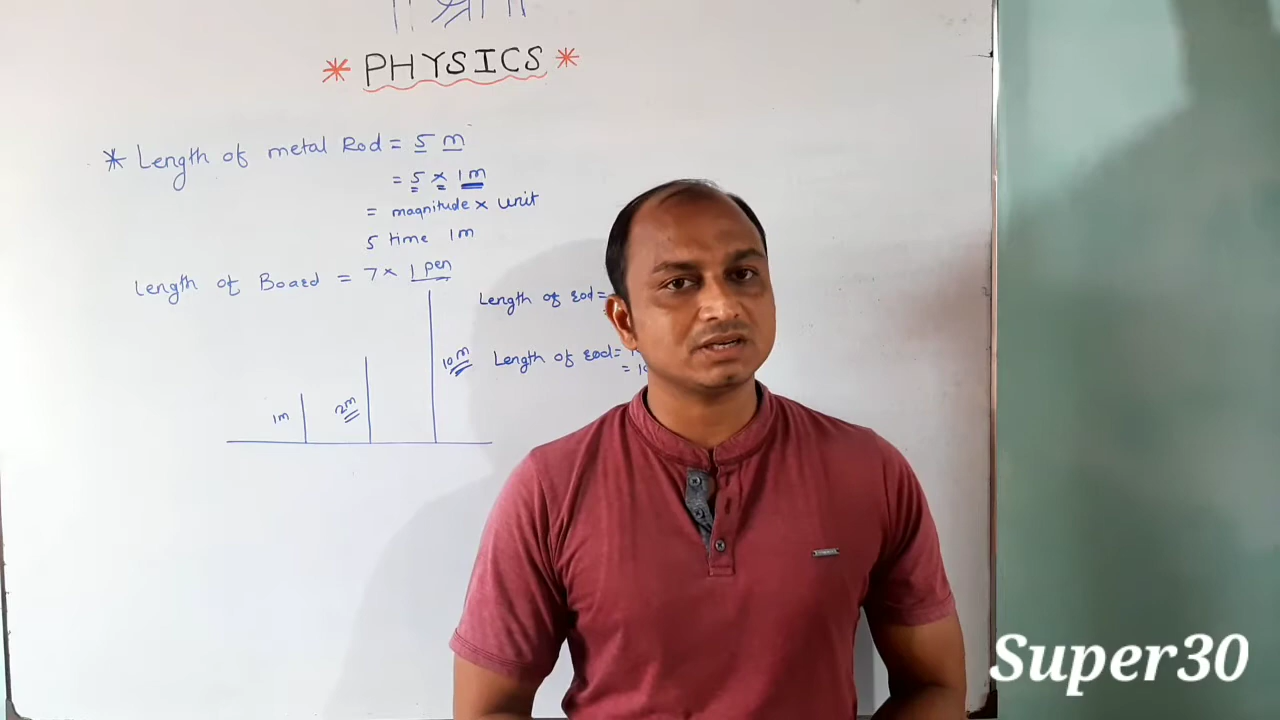 ॥ श्री ॥
* PHYSICS *
* Length of metal Rod = 5 m
= 5 × 1m
= magnitude × unit
5 time 1m
Length of Board = 7 × 1 pen
Length of rod=
10m
Length of rod=
= 10
1m
2m
Super30